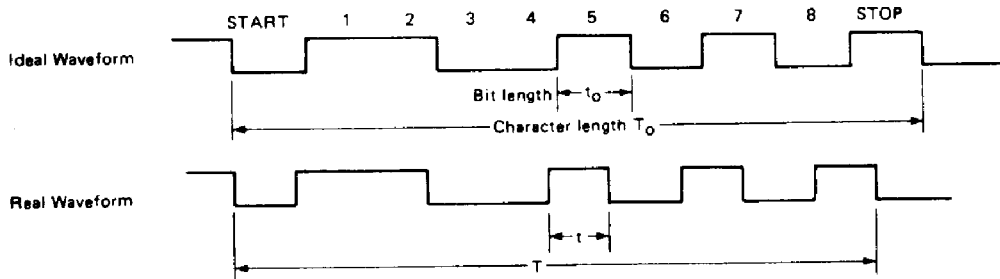 START 1 2 3 4 5 6 7 8 STOP
Ideal Waveform
Bit length t₀
Character length T₀
Real Waveform
t
T